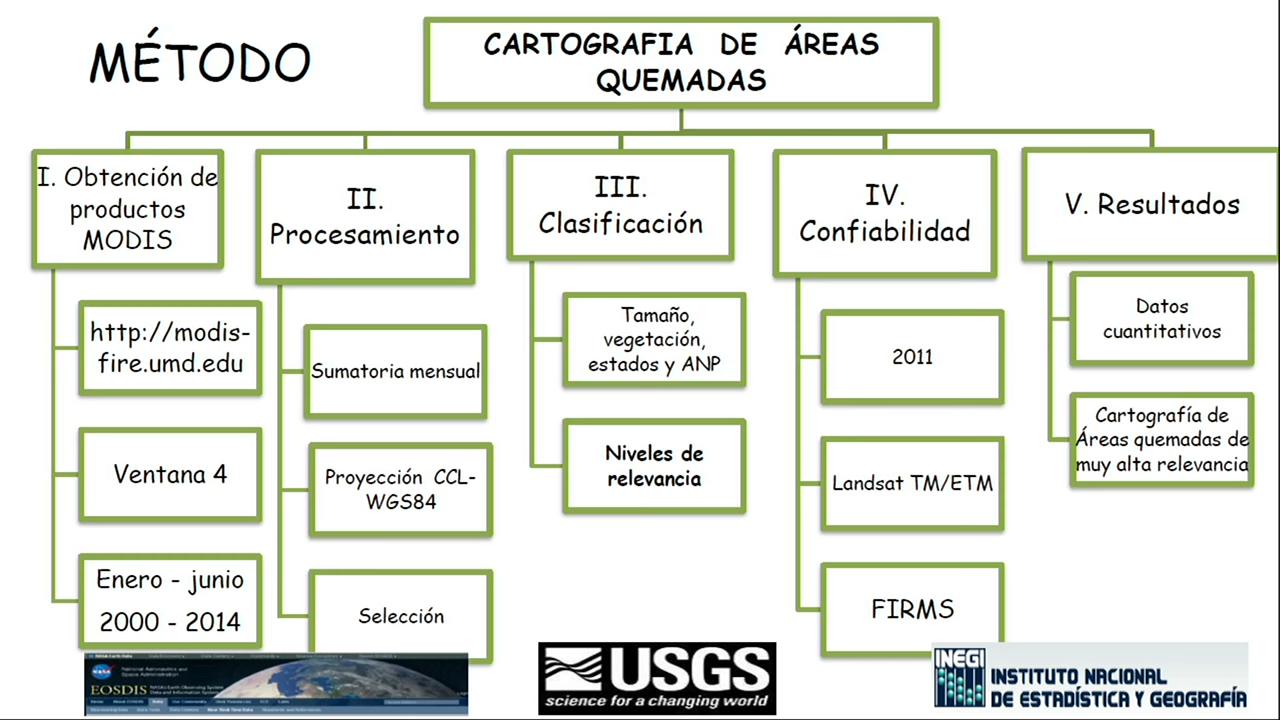 MÉTODO
CARTOGRAFIA DE ÁREAS
QUEMADAS
I. Obtención de
productos
MODIS
http://modis-
fire.umd.edu
Ventana 4
Enero - junio
2000 - 2014
II.
Procesamiento
Sumatoria mensual
Proyección CCL-
WGS84
Selección
III.
Clasificación
Tamaño,
vegetación,
estados y ANP
Niveles de
relevancia
IV.
Confiabilidad
2011
Landsat TM/ETM
FIRMS
V. Resultados
Datos
cuantitativos
Cartografía de
Áreas quemadas de
muy alta relevancia
NASA
National Aeronautics and
Space Administration
EOSDIS
NASA's Earth Observing System
Data and Information System
USGS
science for a changing world
INEGI
INSTITUTO NACIONAL
DE ESTADÍSTICA Y GEOGRAFÍA